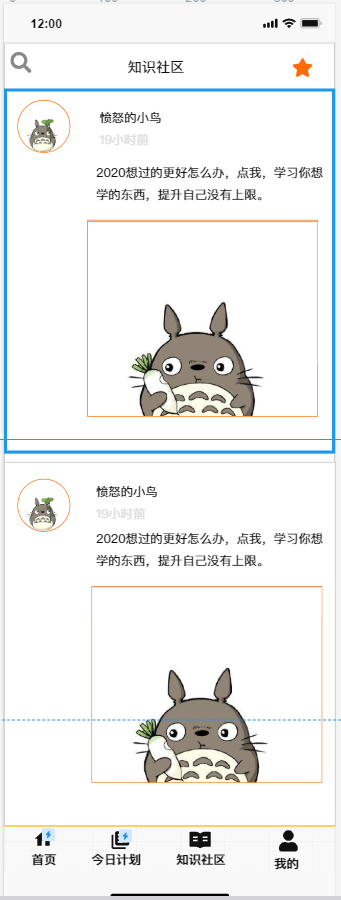 12:00
知识社区
愤怒的小鸟
19小时前
2020想过的更好怎么办，点我，学习你想
学的东西，提升自己没有上限。
愤怒的小鸟
19小时前
2020想过的更好怎么办，点我，学习你想
学的东西，提升自己没有上限。
首页 今日计划 知识社区 我的